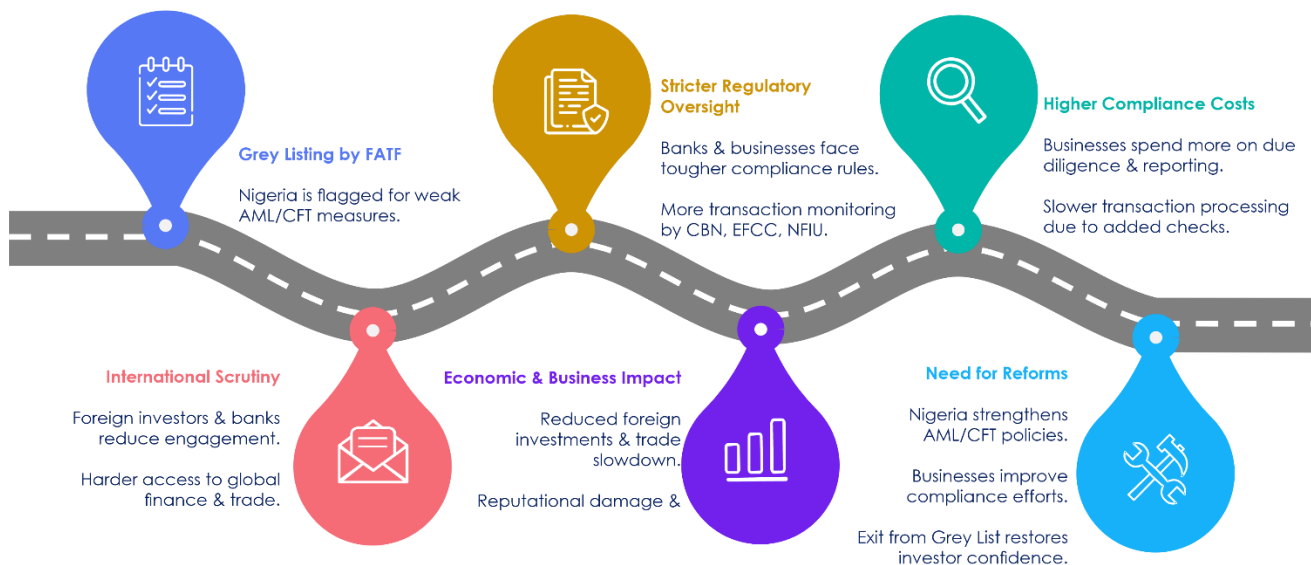 Grey Listing by FATF
Nigeria is flagged for weak
AML/CFT measures.
International Scrutiny
Foreign investors & banks
reduce engagement.
Harder access to global
finance & trade.
Stricter Regulatory
Oversight
Banks & businesses face
tougher compliance rules.
More transaction monitoring
by CBN, EFCC, NFIU.
Economic & Business Impact
Reduced foreign
investments & trade
slowdown.
Reputational damage &
Higher Compliance Costs
Businesses spend more on due
diligence & reporting.
Slower transaction processing
due to added checks.
Need for Reforms
Nigeria strengthens
AML/CFT policies.
Businesses improve
compliance efforts.
Exit from Grey List restores
investor confidence.